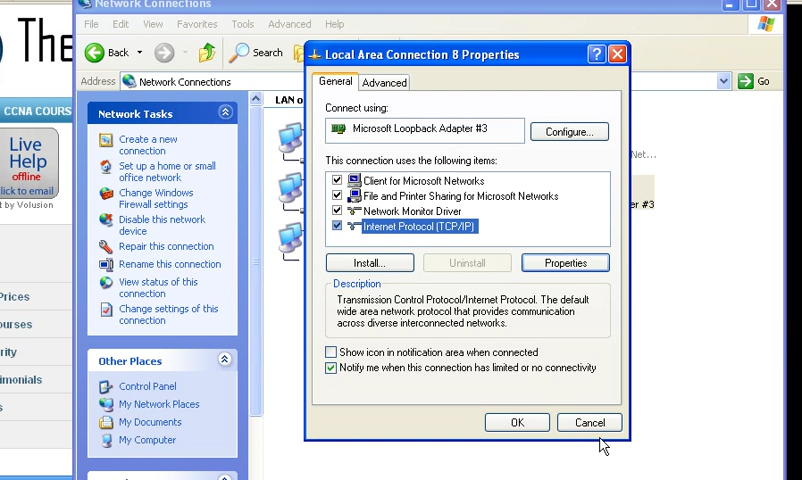 Network Connections
File Edit View Favorites Tools Advanced Help
Back Search
Address Network Connections Go
The
CCNA COURS
Live
Help
offline
lick to email
t by Volusion
Prices
ourses
rity
timonials
s
Network Tasks
Create a new
connection
Set up a home or small
office network
Change Windows
Firewall settings
Disable this network
device
Repair this connection
Rename this connection
View status of this
connection
Change settings of this
connection
Other Places
Control Panel
My Network Places
My Documents
My Computer
LAN o
Net...
er #3
Local Area Connection 8 Properties
General Advanced
Connect using:
Microsoft Loopback Adapter #3
Configure...
This connection uses the following items:
Client for Microsoft Networks
File and Printer Sharing for Microsoft Networks
Network Monitor Driver
Internet Protocol (TCP/IP)
Install... Uninstall Properties
Description
Transmission Control Protocol/Internet Protocol. The default
wide area network protocol that provides communication
across diverse interconnected networks.
Show icon in notification area when connected
Notify me when this connection has limited or no connectivity
OK Cancel